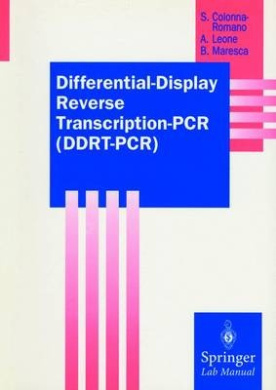 S. Colonna-
Romano
A. Leone
B. Maresca
Differential-Display
Reverse
Transcription-PCR
(DDRT-PCR)
Springer
Lab Manual